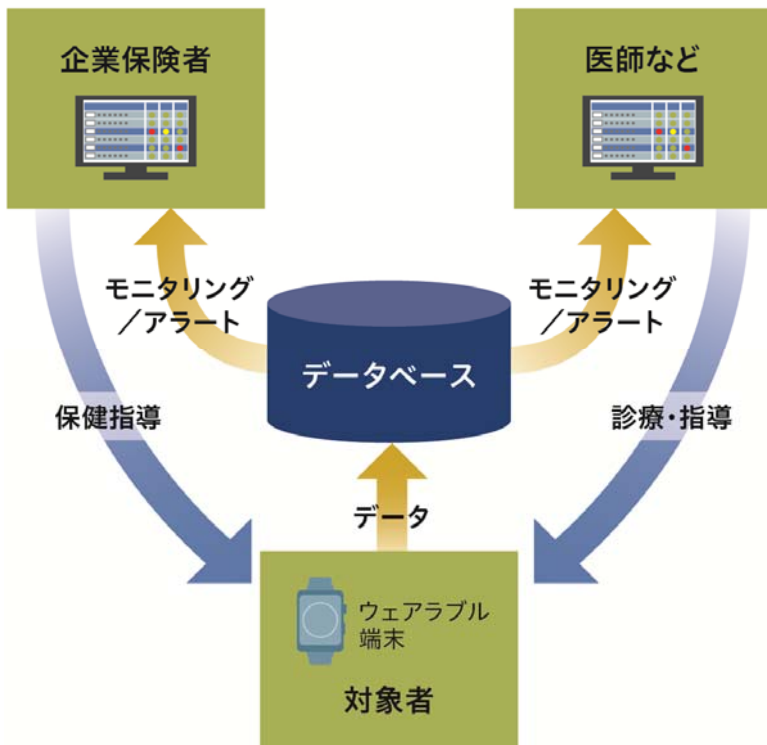 企業保険者
医師など
モニタリング
／アラート
モニタリング
／アラート
データベース
保健指導
診療・指導
データ
ウェアラブル
端末
対象者